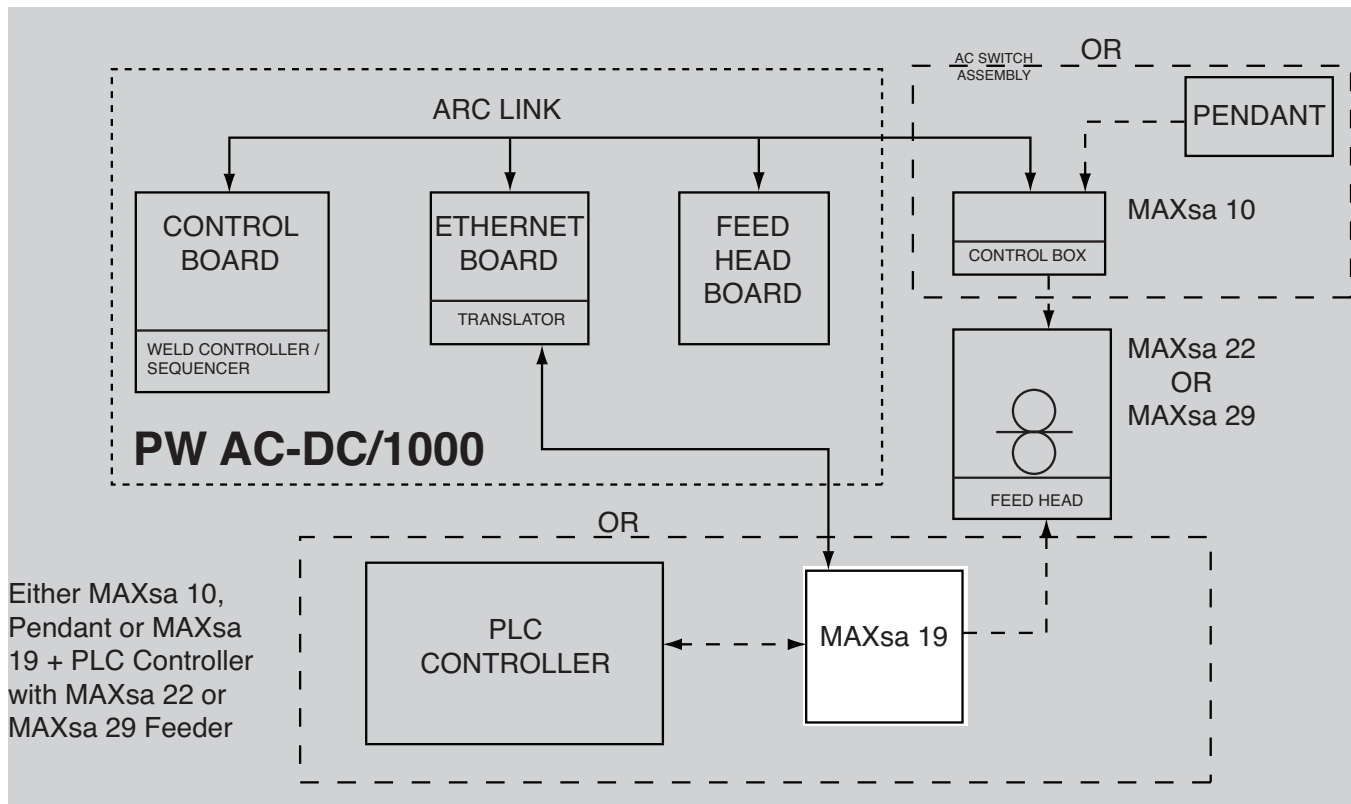 OR
AC SWITCH
ASSEMBLY
PENDANT
ARC LINK
CONTROL
BOARD
WELD CONTROLLER /
SEQUENCER
ETHERNET
BOARD
TRANSLATOR
FEED
HEAD
BOARD
MAXsa 10
CONTROL BOX
PW AC-DC/1000
MAXsa 22
OR
MAXsa 29
FEED HEAD
OR
Either MAXsa 10,
Pendant or MAXsa
19 + PLC Controller
with MAXsa 22 or
MAXsa 29 Feeder
PLC
CONTROLLER
MAXsa 19